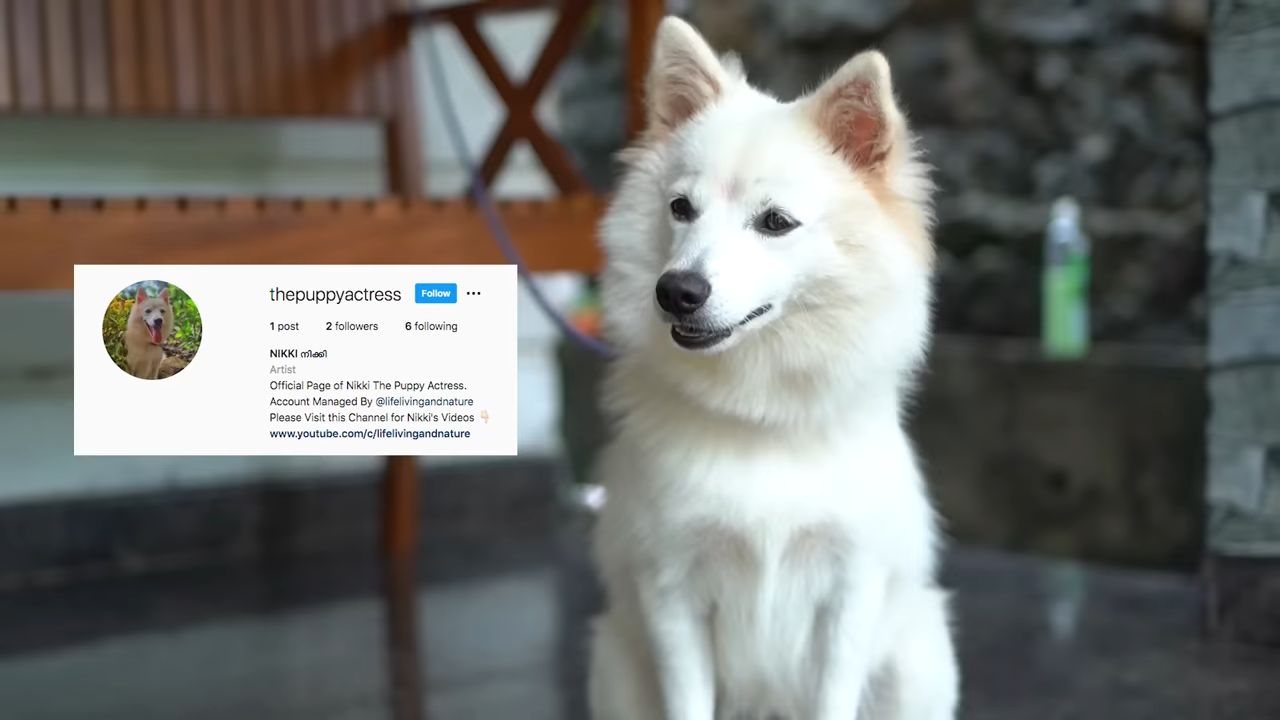 thepuppyactress Follow
1 post 2 followers 6 following
NIKKI നിക്കി
Artist
Official Page of Nikki The Puppy Actress.
Account Managed By @lifelivingandnature
Please Visit this Channel for Nikki's Videos 👇🏻
www.youtube.com/c/lifelivingandnature